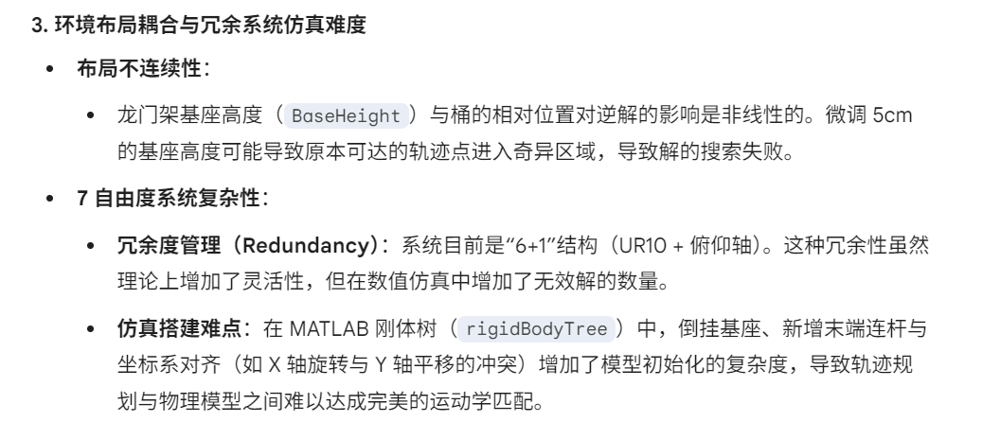 3. 环境布局耦合与冗余系统仿真难度
• 布局不连续性：
• 龙门架基座高度（BaseHeight）与桶的相对位置对逆解的影响是非线性的。微调 5cm
的基座高度可能导致原本可达的轨迹点进入奇异区域，导致解的搜索失败。
• 7 自由度系统复杂性：
• 冗余度管理（Redundancy）：系统目前是“6+1”结构（UR10 + 俯仰轴）。这种冗余性虽然
理论上增加了灵活性，但在数值仿真中增加了无效解的数量。
• 仿真搭建难点：在 MATLAB 刚体树（rigidBodyTree）中，倒挂基座、新增末端连杆与
坐标系对齐（如 X 轴旋转与 Y 轴平移的冲突）增加了模型初始化的复杂度，导致轨迹规
划与物理模型之间难以达成完美的运动学匹配。